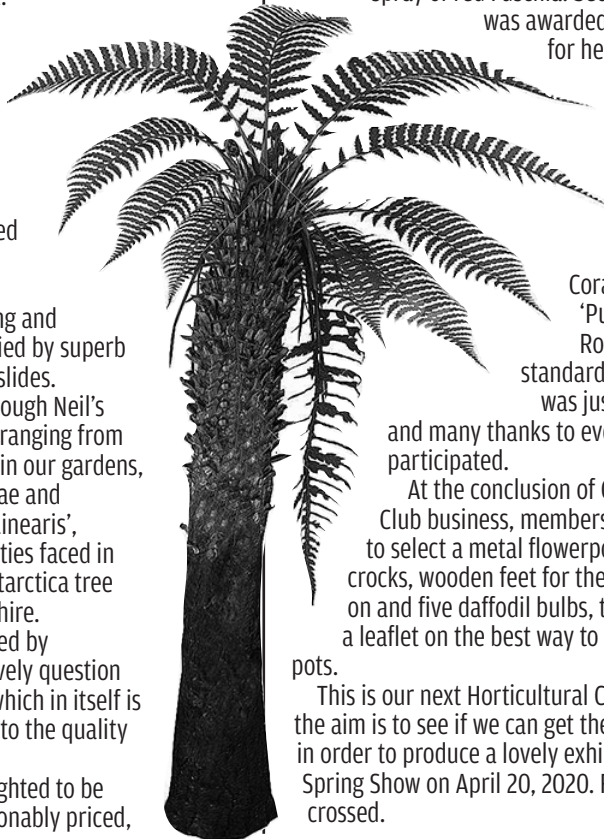 ed
ng and
ied by superb
slides.
ough Neil's
ranging from
in our gardens,
ae and
inearis',
ties faced in
tarctica tree
hire.
ed by
vely question
which in itself is
to the quality
ghted to be
onably priced,
was awarded
for he
Cora
'Pu
Ro
standard
was jus
and many thanks to eve
participated.
At the conclusion of
Club business, members
to select a metal flowerpo
crocks, wooden feet for the
on and five daffodil bulbs, t
a leaflet on the best way to
pots.
This is our next Horticultural C
the aim is to see if we can get the
in order to produce a lovely exhi
Spring Show on April 20, 2020.
crossed.